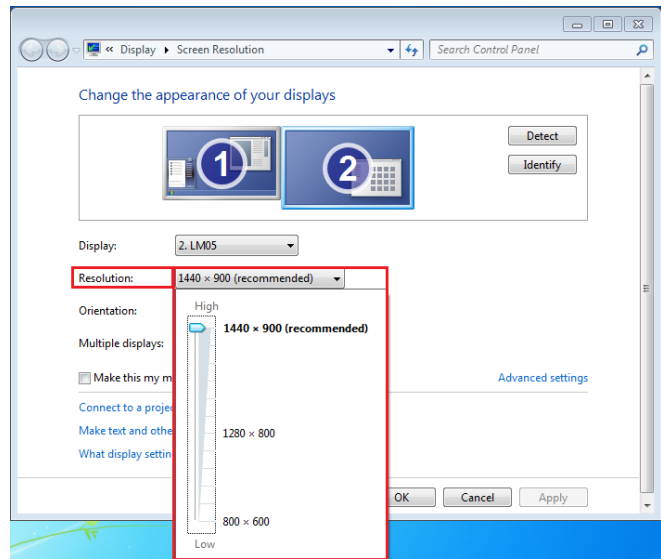 « Display ▸ Screen Resolution
Search Control Panel
Change the appearance of your displays
1
2
Detect
Identify
Display:
2. LM05
Resolution:
1440 × 900 (recommended)
Orientation:
High
1440 × 900 (recommended)
Multiple displays:
Make this my m
Advanced settings
Connect to a proje
Make text and othe
1280 × 800
What display settin
OK
Cancel
Apply
800 × 600
Low